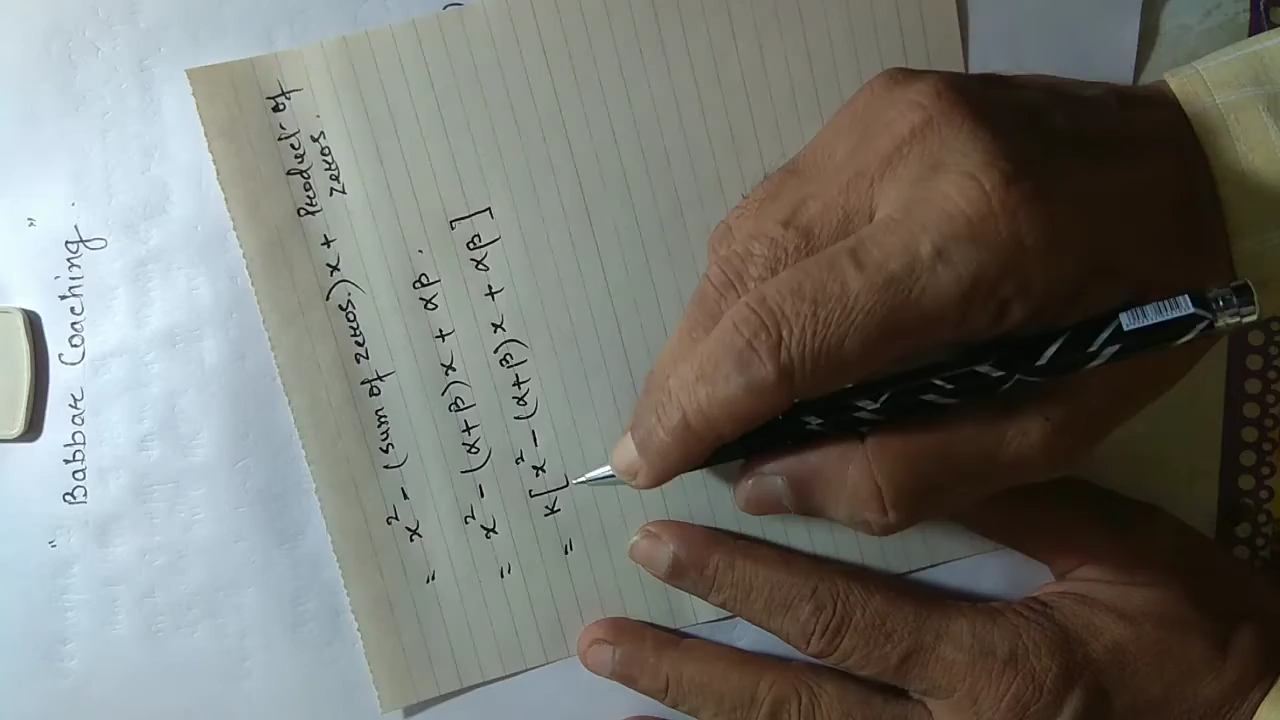 " Babbar Coaching. "
= x² - (sum of zeros.) x + Product of
zeros.
= x² - (α+β) x + αβ.
= K[x² - (α+β) x + αβ]